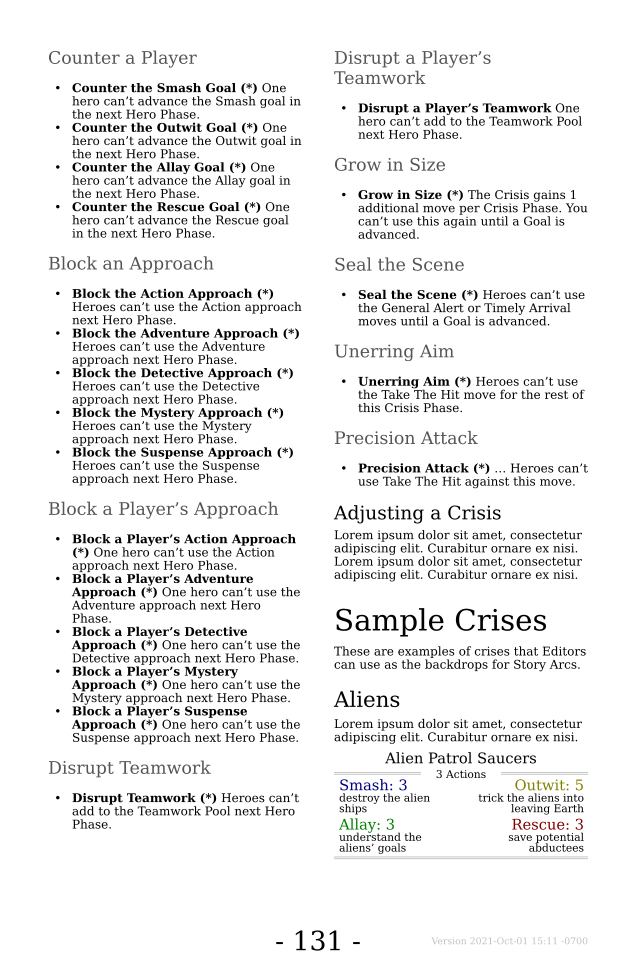 Counter a Player
• Counter the Smash Goal (*) One
hero can’t advance the Smash goal in
the next Hero Phase.
• Counter the Outwit Goal (*) One
hero can’t advance the Outwit goal in
the next Hero Phase.
• Counter the Allay Goal (*) One
hero can’t advance the Allay goal in
the next Hero Phase.
• Counter the Rescue Goal (*) One
hero can’t advance the Rescue goal
in the next Hero Phase.
Block an Approach
• Block the Action Approach (*)
Heroes can’t use the Action approach
next Hero Phase.
• Block the Adventure Approach (*)
Heroes can’t use the Adventure
approach next Hero Phase.
• Block the Detective Approach (*)
Heroes can’t use the Detective
approach next Hero Phase.
• Block the Mystery Approach (*)
Heroes can’t use the Mystery
approach next Hero Phase.
• Block the Suspense Approach (*)
Heroes can’t use the Suspense
approach next Hero Phase.
Block a Player’s Approach
• Block a Player’s Action Approach
(*) One hero can’t use the Action
approach next Hero Phase.
• Block a Player’s Adventure
Approach (*) One hero can’t use the
Adventure approach next Hero
Phase.
• Block a Player’s Detective
Approach (*) One hero can’t use the
Detective approach next Hero Phase.
• Block a Player’s Mystery
Approach (*) One hero can’t use the
Mystery approach next Hero Phase.
• Block a Player’s Suspense
Approach (*) One hero can’t use the
Suspense approach next Hero Phase.
Disrupt Teamwork
• Disrupt Teamwork (*) Heroes can’t
add to the Teamwork Pool next Hero
Phase.
Disrupt a Player’s
Teamwork
• Disrupt a Player’s Teamwork One
hero can’t add to the Teamwork Pool
next Hero Phase.
Grow in Size
• Grow in Size (*) The Crisis gains 1
additional move per Crisis Phase. You
can’t use this again until a Goal is
advanced.
Seal the Scene
• Seal the Scene (*) Heroes can’t use
the General Alert or Timely Arrival
moves until a Goal is advanced.
Unerring Aim
• Unerring Aim (*) Heroes can’t use
the Take The Hit move for the rest of
this Crisis Phase.
Precision Attack
• Precision Attack (*) … Heroes can’t
use Take The Hit against this move.
Adjusting a Crisis
Lorem ipsum dolor sit amet, consectetur
adipiscing elit. Curabitur ornare ex nisi.
Lorem ipsum dolor sit amet, consectetur
adipiscing elit. Curabitur ornare ex nisi.
Sample Crises
These are examples of crises that Editors
can use as the backdrops for Story Arcs.
Aliens
Lorem ipsum dolor sit amet, consectetur
adipiscing elit. Curabitur ornare ex nisi.
Alien Patrol Saucers
3 Actions
Smash: 3
destroy the alien
ships
Outwit: 5
trick the aliens into
leaving Earth
Allay: 3
understand the
aliens’ goals
Rescue: 3
save potential
abductees
- 131 -
Version 2021-Oct-01 15:11 -0700